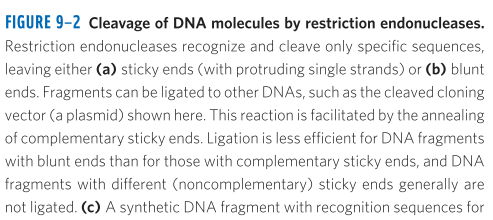 FIGURE 9–2 Cleavage of DNA molecules by restriction endonucleases.
Restriction endonucleases recognize and cleave only specific sequences,
leaving either (a) sticky ends (with protruding single strands) or (b) blunt
ends. Fragments can be ligated to other DNAs, such as the cleaved cloning
vector (a plasmid) shown here. This reaction is facilitated by the annealing
of complementary sticky ends. Ligation is less efficient for DNA fragments
with blunt ends than for those with complementary sticky ends, and DNA
fragments with different (noncomplementary) sticky ends generally are
not ligated. (c) A synthetic DNA fragment with recognition sequences for